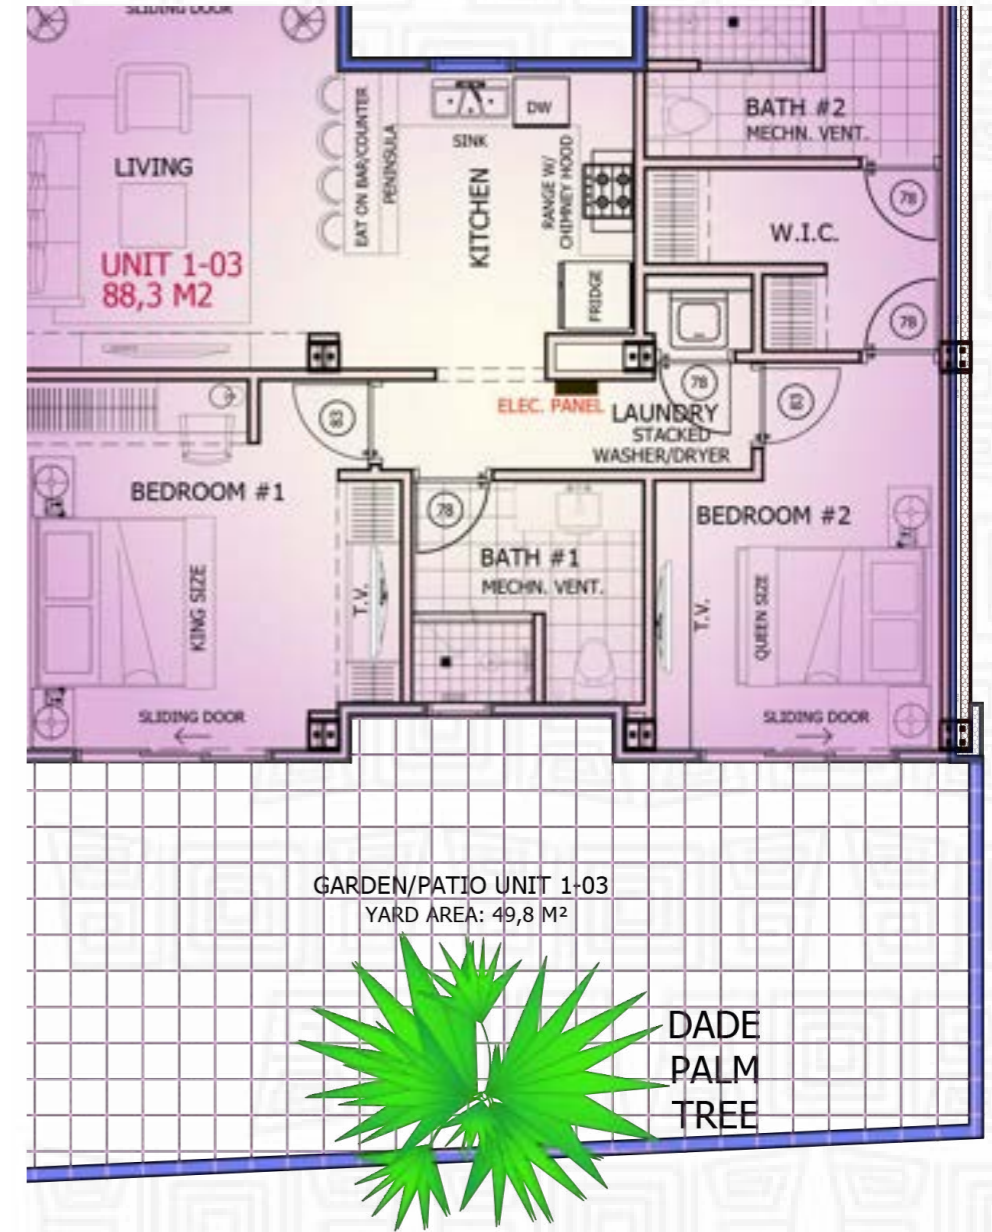 SLIDING DOOR
LIVING
UNIT 1-03
88,3 M2
EAT ON BAR/COUNTER
PENINSULA
SINK
DW
KITCHEN
RANGE W/
CHIMNEY HOOD
FRIDGE
BATH #2
MECHN. VENT.
78
W.I.C.
78
ELEC. PANEL
78
LAUNDRY
STACKED
WASHER/DRYER
83
83
BEDROOM #1
KING SIZE
T.V.
SLIDING DOOR
78
BATH #1
MECHN. VENT.
BEDROOM #2
T.V.
QUEEN SIZE
SLIDING DOOR
GARDEN/PATIO UNIT 1-03
YARD AREA: 49,8 M²
DADE
PALM
TREE